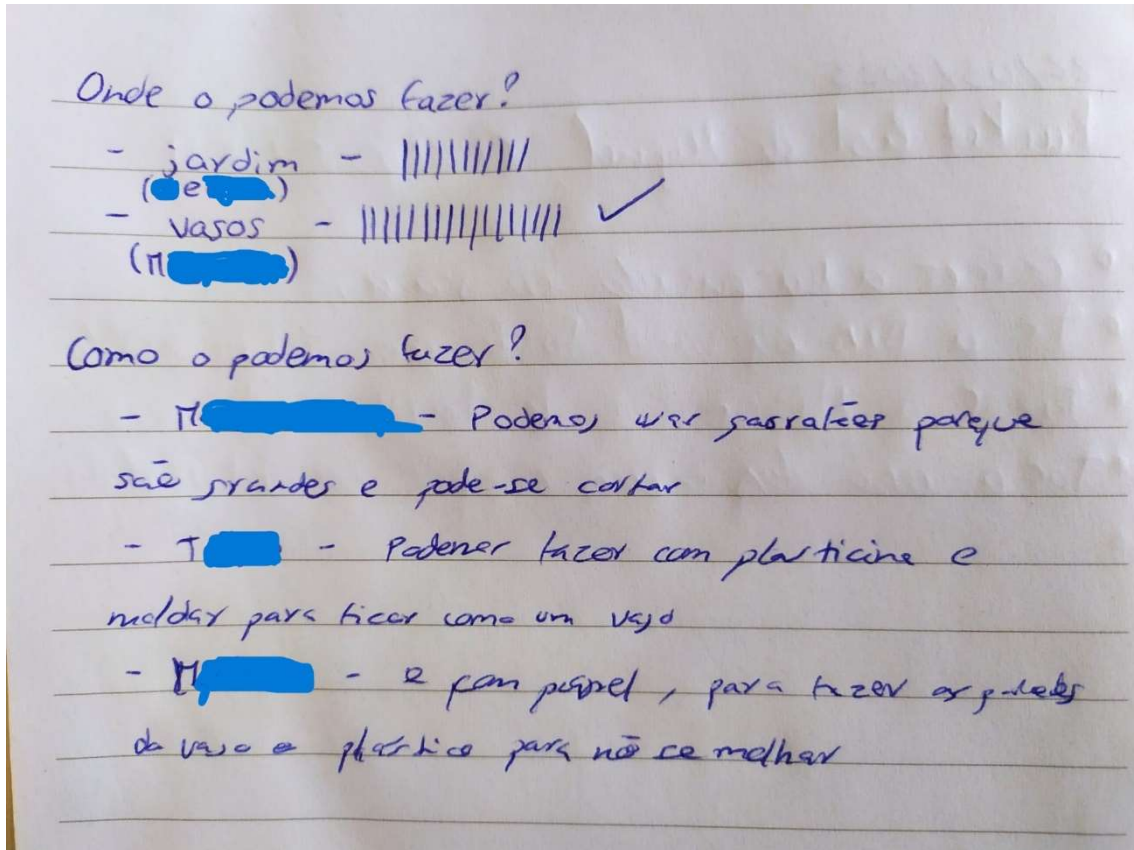 Onde o podemos fazer?
- jardim - ||||||||||
( e )
- vasos - ||||||||||||||||| ✓
(M )
Como o podemos fazer?
- M - Podemos usar garrafões porque
são grandes e pode-se cortar
- T - Podemos fazer com plasticine e
moldar para ficar como um vaso
- M - e com papel, para fazer as paredes
do vaso e plástico para não se molhar